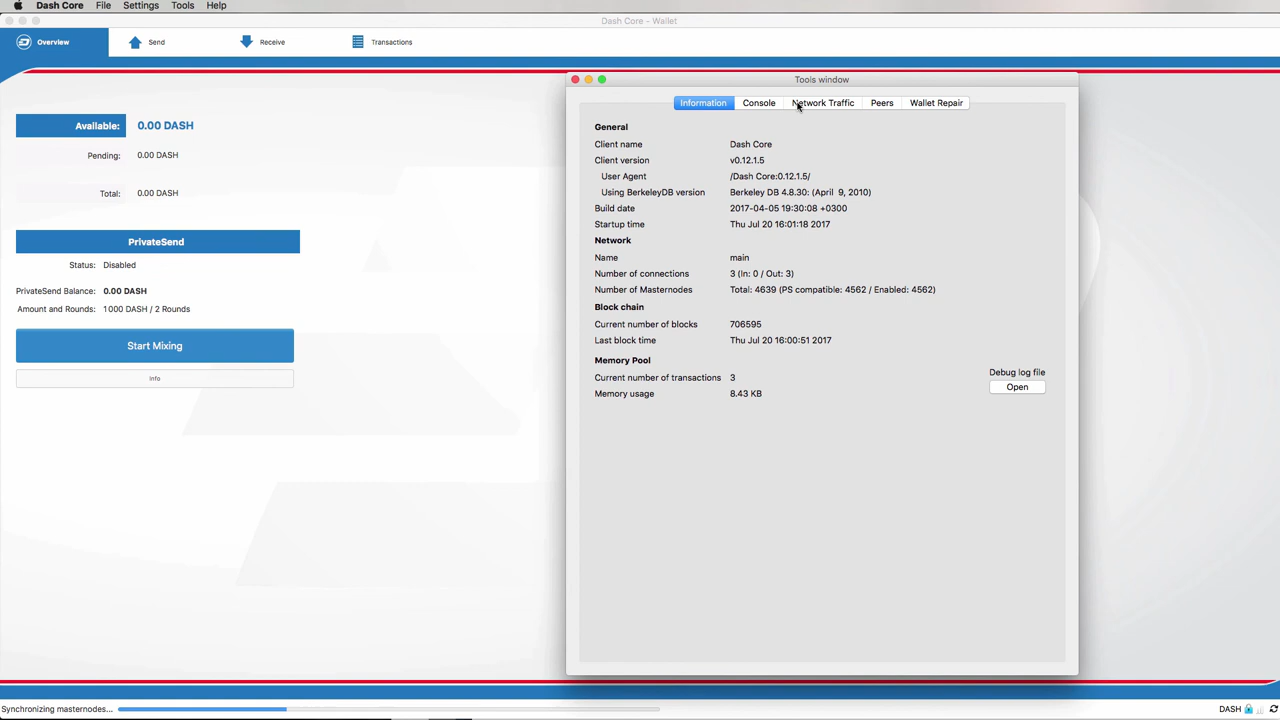 Dash Core File Settings Tools Help
Dash Core - Wallet
Overview Send Receive Transactions
Tools window
Information Console Network Traffic Peers Wallet Repair
Available: 0.00 DASH
Pending: 0.00 DASH
Total: 0.00 DASH
PrivateSend
Status: Disabled
PrivateSend Balance: 0.00 DASH
Amount and Rounds: 1000 DASH / 2 Rounds
Start Mixing
Info
General
Client name Dash Core
Client version v0.12.1.5
User Agent /Dash Core:0.12.1.5/
Using BerkeleyDB version Berkeley DB 4.8.30: (April 9, 2010)
Build date 2017-04-05 19:30:08 +0300
Startup time Thu Jul 20 16:01:18 2017
Network
Name main
Number of connections 3 (In: 0 / Out: 3)
Number of Masternodes Total: 4639 (PS compatible: 4562 / Enabled: 4562)
Block chain
Current number of blocks 706595
Last block time Thu Jul 20 16:00:51 2017
Memory Pool
Current number of transactions 3
Memory usage 8.43 KB
Debug log file
Open
Synchronizing masternodes... DASH